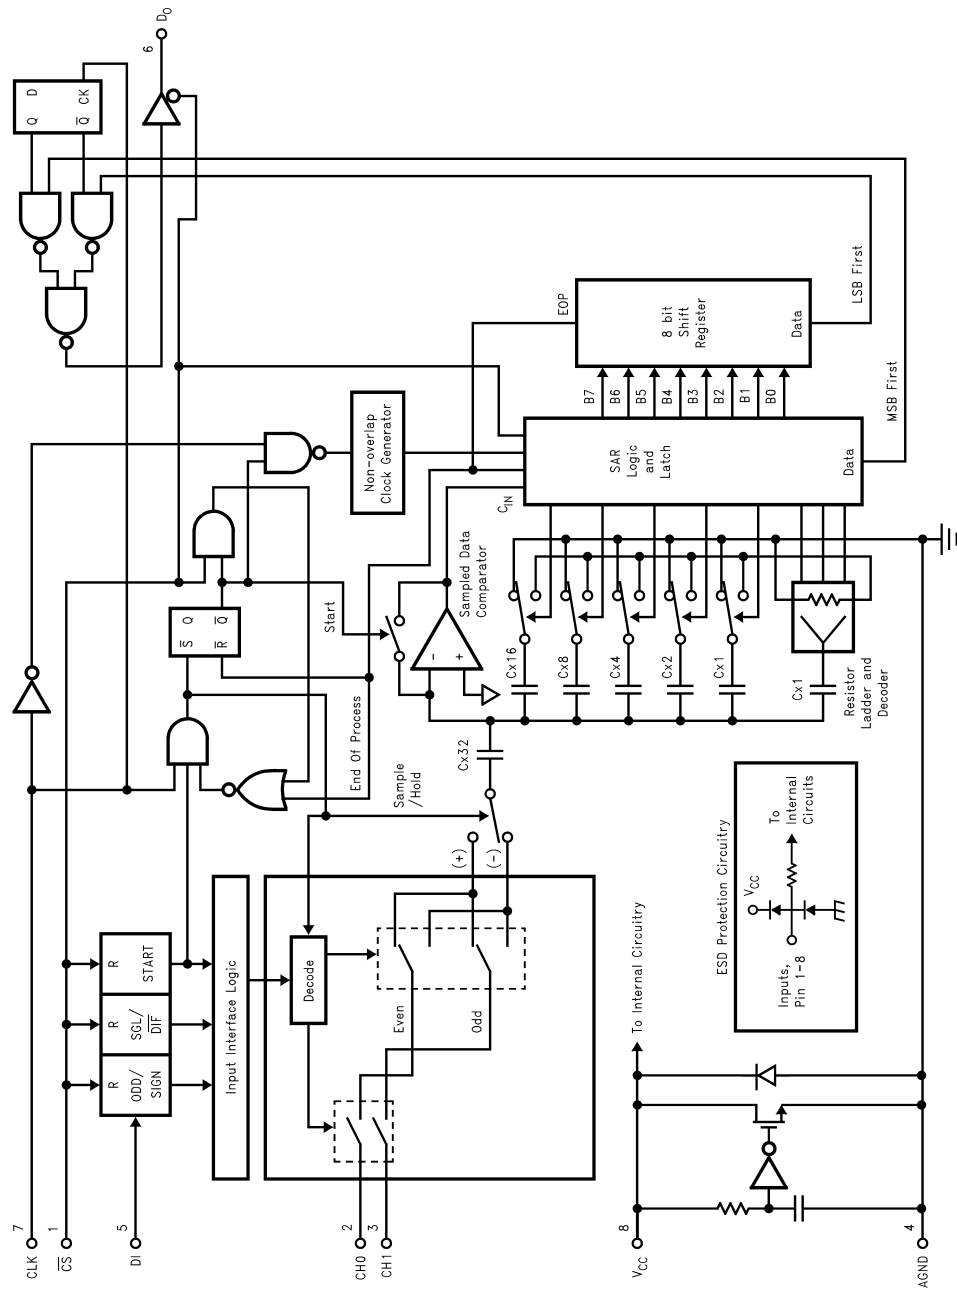 7
CLK
1
C̅S̅
5
DI
R
R
R
ODD/
SIGN
SGL/
D̅I̅F̅
START
Input Interface Logic
2
CH0
3
CH1
Decode
Even
Odd
(+)
(-)
Sample
/Hold
End Of Process
S̅
Q
R̅
Q̅
Start
Cx32
-
+
Sampled Data
Comparator
Non-overlap
Clock Generator
Q
D
Q̅
CK
6
DO
CIN
SAR
Logic
and
Latch
Data
B7
B6
B5
B4
B3
B2
B1
B0
EOP
8 bit
Shift
Register
Data
LSB First
MSB First
Cx16
Cx8
Cx4
Cx2
Cx1
Cx1
Resistor
Ladder and
Decoder
8
VCC
To Internal Circuitry
4
AGND
ESD Protection Circuitry
VCC
To
Internal
Circuits
Inputs,
Pin 1-8